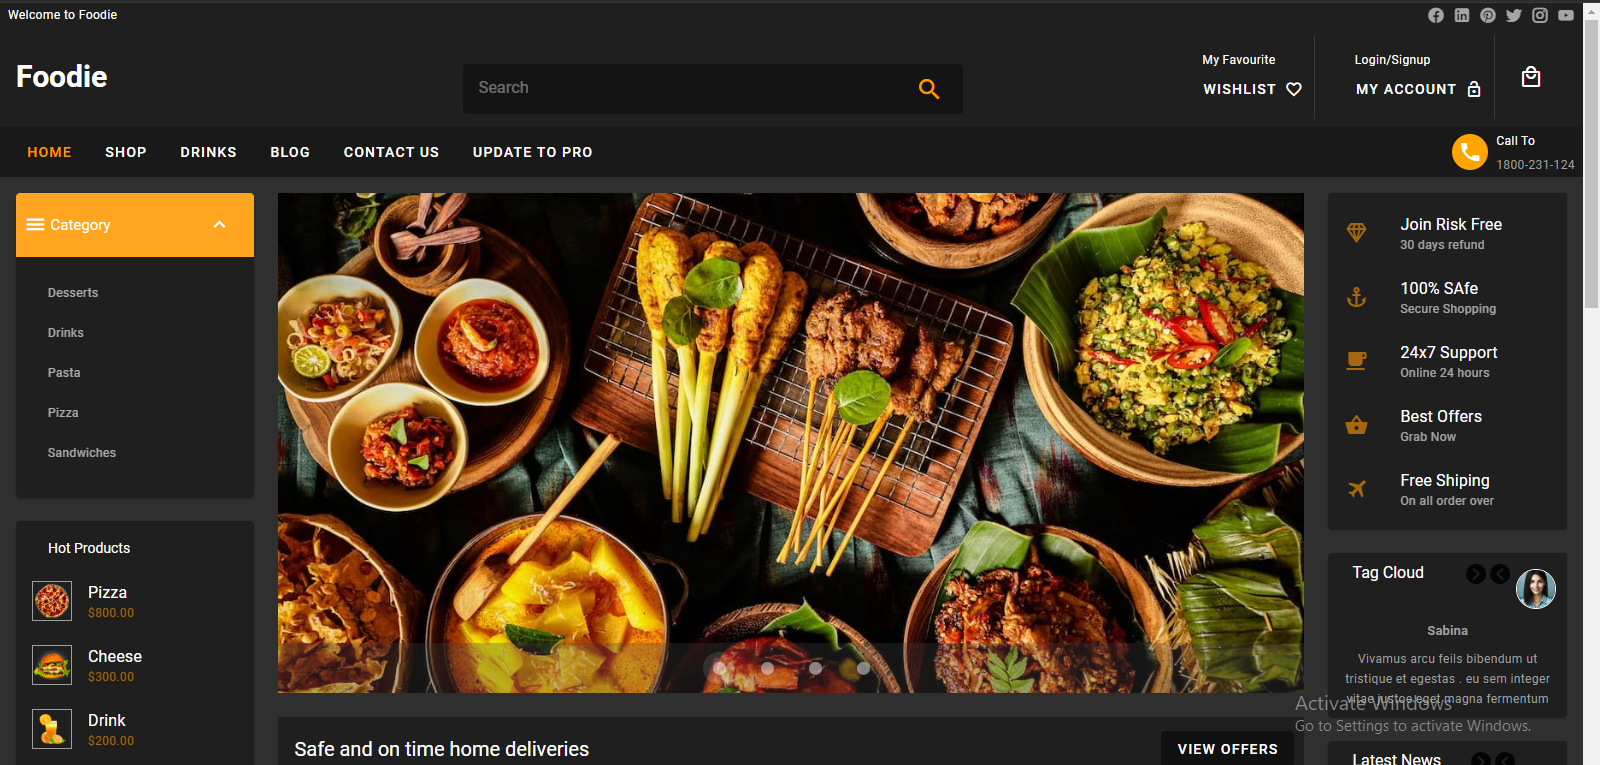 Welcome to Foodie
Foodie
Search
My Favourite
WISHLIST
Login/Signup
MY ACCOUNT
HOME SHOP DRINKS BLOG CONTACT US UPDATE TO PRO
Call To
1800-231-124
Category
Desserts
Drinks
Pasta
Pizza
Sandwiches
Hot Products
Pizza
$800.00
Cheese
$300.00
Drink
$200.00
Safe and on time home deliveries
VIEW OFFERS
Join Risk Free
30 days refund
100% SAfe
Secure Shopping
24x7 Support
Online 24 hours
Best Offers
Grab Now
Free Shiping
On all order over
Tag Cloud
Sabina
Vivamus arcu feils bibendum ut
tristique et egestas . eu sem integer
vitae justo eget magna fermentum
Activate Windows
Go to Settings to activate Windows.
Latest News